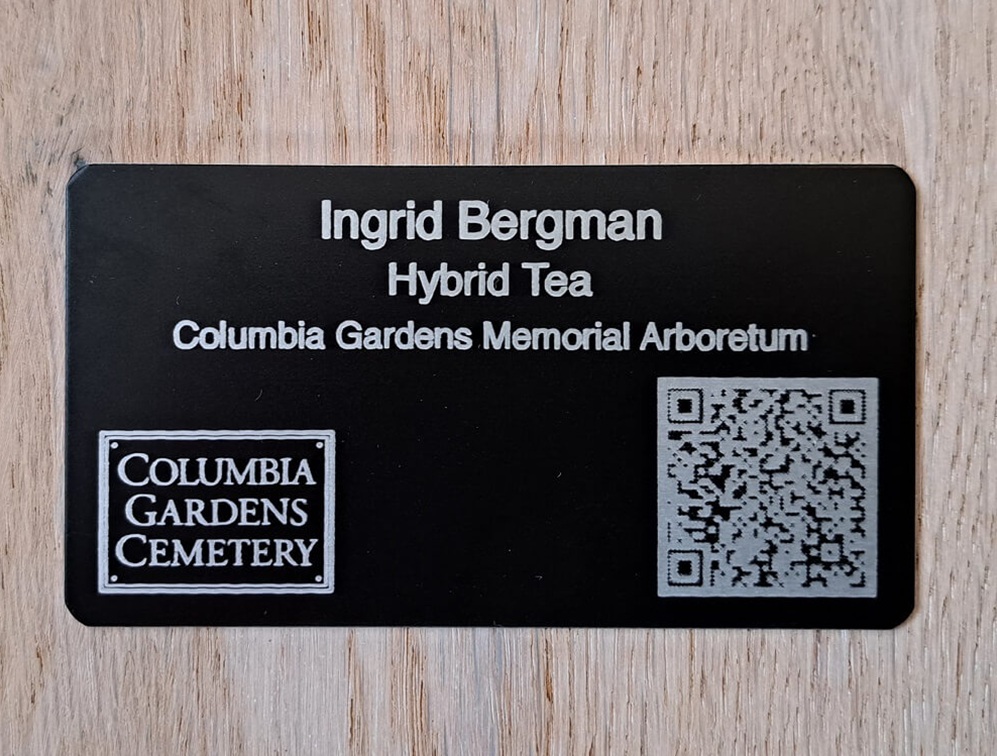 Ingrid Bergman
Hybrid Tea
Columbia Gardens Memorial Arboretum
COLUMBIA
GARDENS
CEMETERY